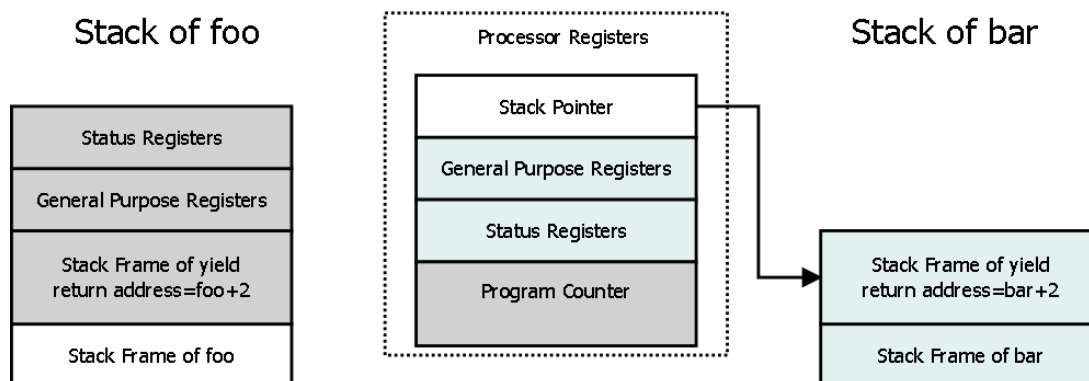 Stack of foo
Status Registers
General Purpose Registers
Stack Frame of yield
return address=foo+2
Stack Frame of foo
Processor Registers
Stack Pointer
General Purpose Registers
Status Registers
Program Counter
Stack of bar
Stack Frame of yield
return address=bar+2
Stack Frame of bar